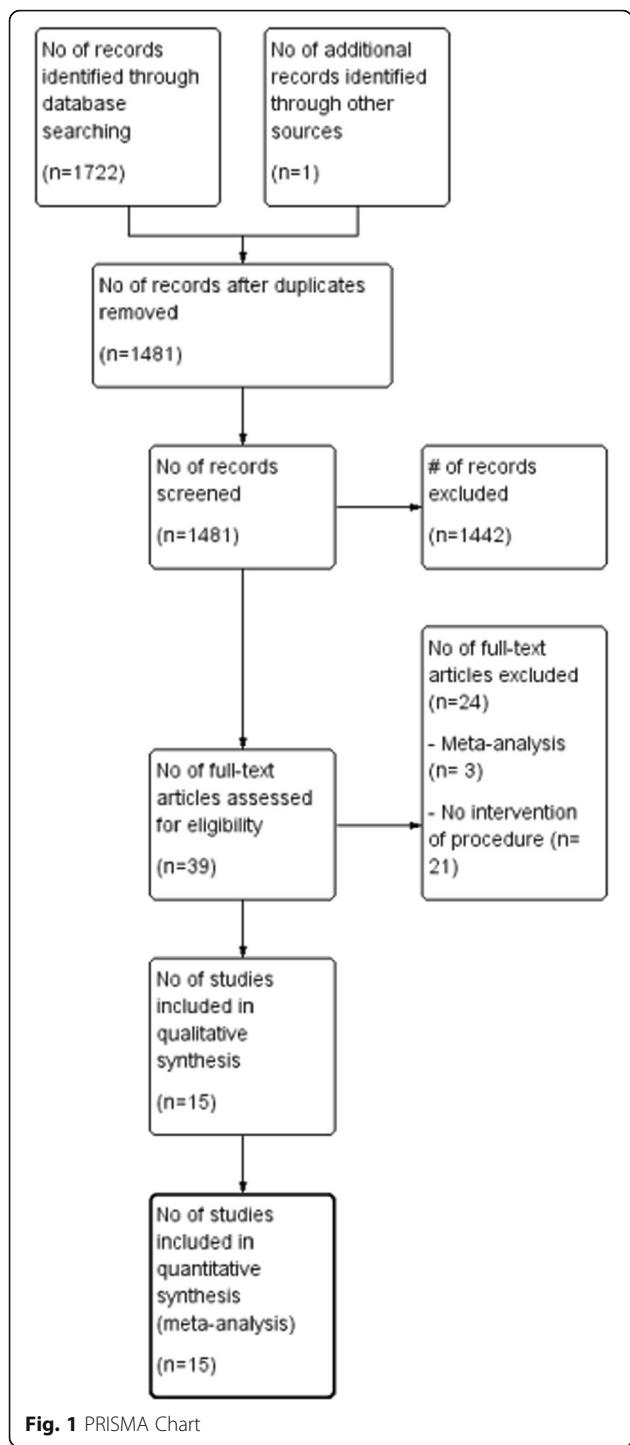 No of records
identified through
database
searching
(n=1722)
No of additional
records identified
through other
sources
(n=1)
No of records after duplicates
removed
(n=1481)
No of records
screened
(n=1481)
# of records
excluded
(n=1442)
No of full-text
articles assessed
for eligibility
(n=39)
No of full-text
articles excluded
(n=24)
- Meta-analysis
(n= 3)
- No intervention
of procedure (n=
21)
No of studies
included in
qualitative
synthesis
(n=15)
No of studies
included in
quantitative
synthesis
(meta-analysis)
(n=15)
Fig. 1 PRISMA Chart